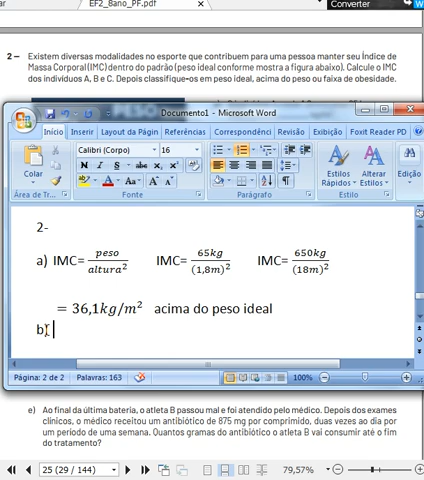 EF2_8ano_PF.pdf
Converter
2 – Existem diversas modalidades no esporte que contribuem para uma pessoa manter seu Índice de
Massa Corporal (IMC) dentro do padrão (peso ideal conforme mostra a figura abaixo). Calcule o IMC
dos indivíduos A, B e C. Depois classifique-os em peso ideal, acima do peso ou faixa de obesidade.
Documento1 - Microsoft Word
Início Inserir Layout da Págin Referências Correspondênci Revisão Exibição Foxit Reader PD
Calibri (Corpo) 16
Colar Estilos Rápidos Alterar Estilos Edição
Área de Tr... Fonte Parágrafo Estilo
2-
a) IMC= peso/altura² IMC= 65kg/(1,8m)² IMC= 650kg/(18m)²
= 36,1kg/m² acima do peso ideal
b)
Página: 2 de 2 Palavras: 163 100%
e) Ao final da última bateria, o atleta B passou mal e foi atendido pelo médico. Depois dos exames
clínicos, o médico receitou um antibiótico de 875 mg por comprimido, duas vezes ao dia por
um período de uma semana. Quantos gramas do antibiótico o atleta B vai consumir até o fim
do tratamento?
25 (29 / 144) 79,57%